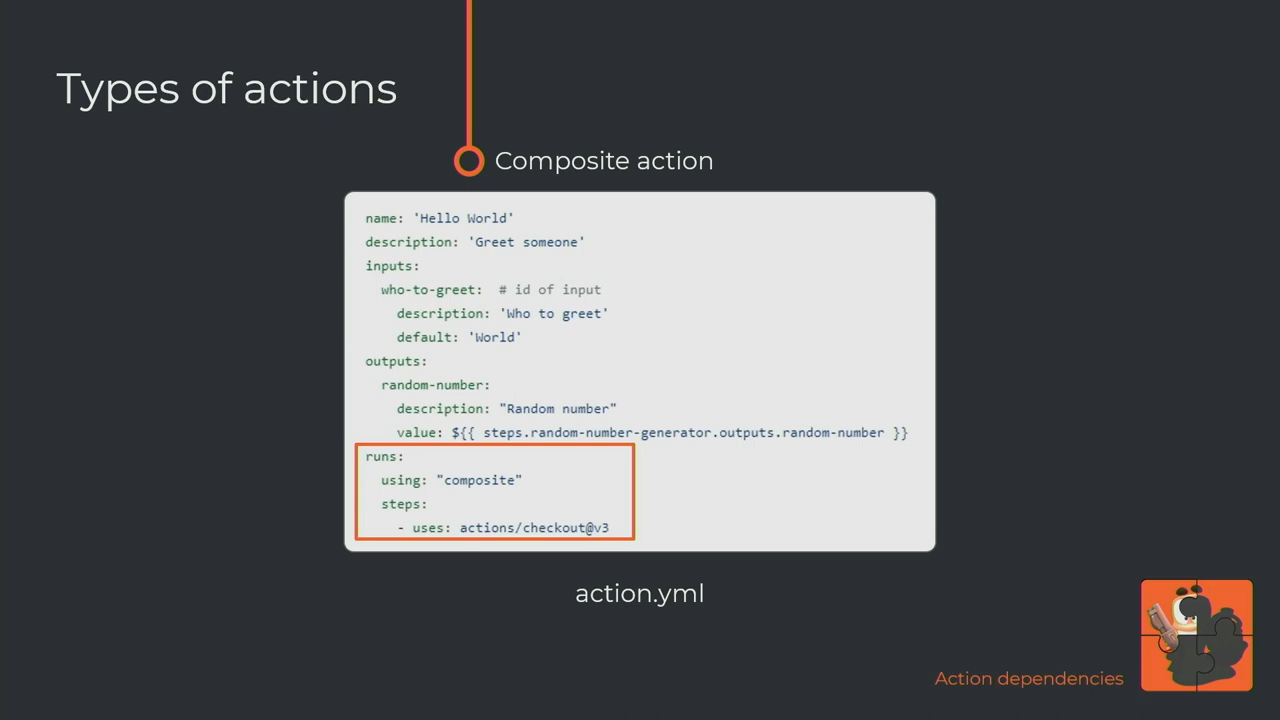 Types of actions
Composite action
name: 'Hello World'
description: 'Greet someone'
inputs:
  who-to-greet:  # id of input
    description: 'Who to greet'
    default: 'World'
outputs:
  random-number:
    description: "Random number"
    value: ${{ steps.random-number-generator.outputs.random-number }}
runs:
  using: "composite"
  steps:
    - uses: actions/checkout@v3
action.yml
Action dependencies